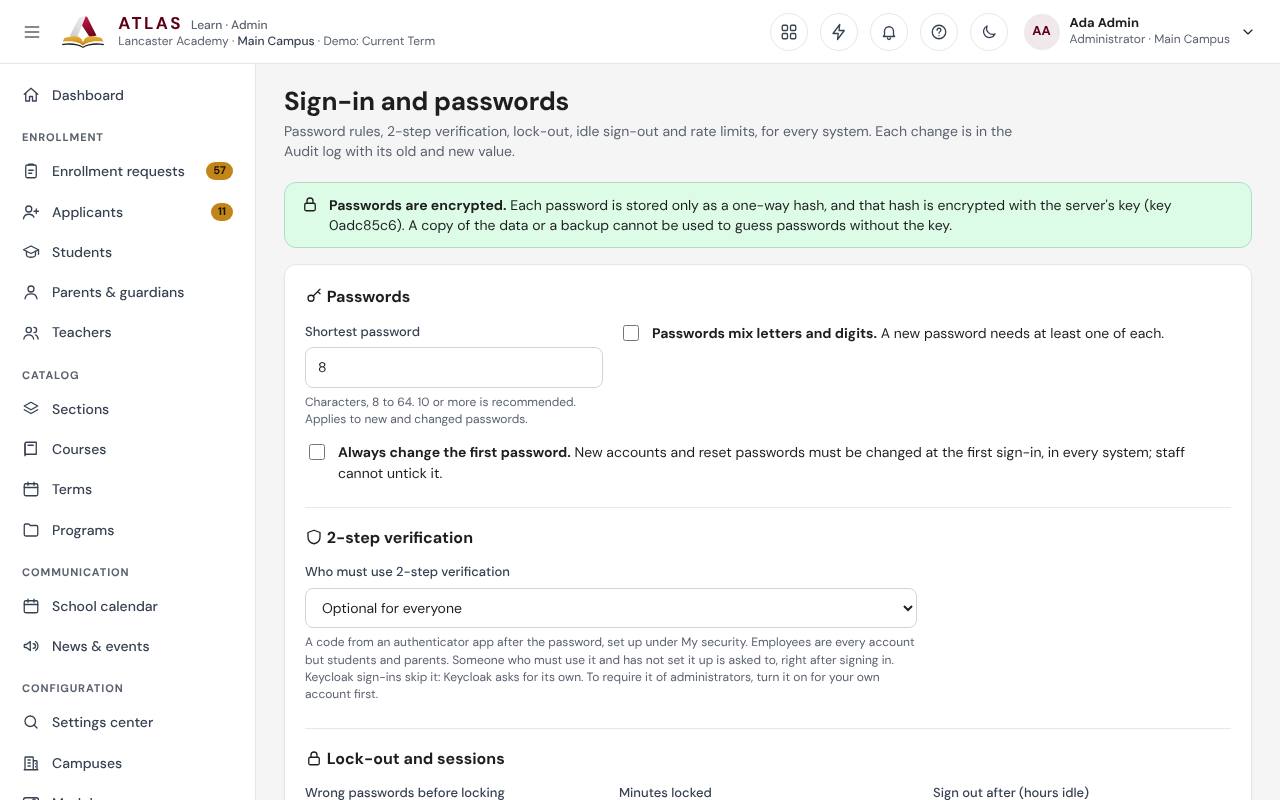 ATLAS Learn · Admin
Lancaster Academy · Main Campus · Demo: Current Term
AA
Ada Admin
Administrator · Main Campus
Dashboard
ENROLLMENT
Enrollment requests 57
Applicants 11
Students
Parents & guardians
Teachers
CATALOG
Sections
Courses
Terms
Programs
COMMUNICATION
School calendar
News & events
CONFIGURATION
Settings center
Campuses
Sign-in and passwords
Password rules, 2-step verification, lock-out, idle sign-out and rate limits, for every system. Each change is in the
Audit log with its old and new value.
Passwords are encrypted. Each password is stored only as a one-way hash, and that hash is encrypted with the server's key (key
0adc85c6). A copy of the data or a backup cannot be used to guess passwords without the key.
Passwords
Shortest password
8
Characters, 8 to 64. 10 or more is recommended.
Applies to new and changed passwords.
Passwords mix letters and digits. A new password needs at least one of each.
Always change the first password. New accounts and reset passwords must be changed at the first sign-in, in every system; staff
cannot untick it.
2-step verification
Who must use 2-step verification
Optional for everyone
A code from an authenticator app after the password, set up under My security. Employees are every account
but students and parents. Someone who must use it and has not set it up is asked to, right after signing in.
Keycloak sign-ins skip it: Keycloak asks for its own. To require it of administrators, turn it on for your own
account first.
Lock-out and sessions
Wrong passwords before locking
Minutes locked
Sign out after (hours idle)